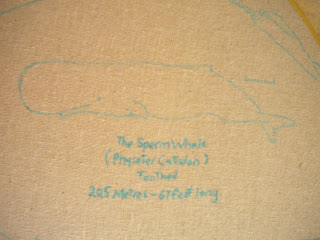 The Sperm Whale
(Physeter Catodon)
Toothed
20.5 Metres - 67 feet long